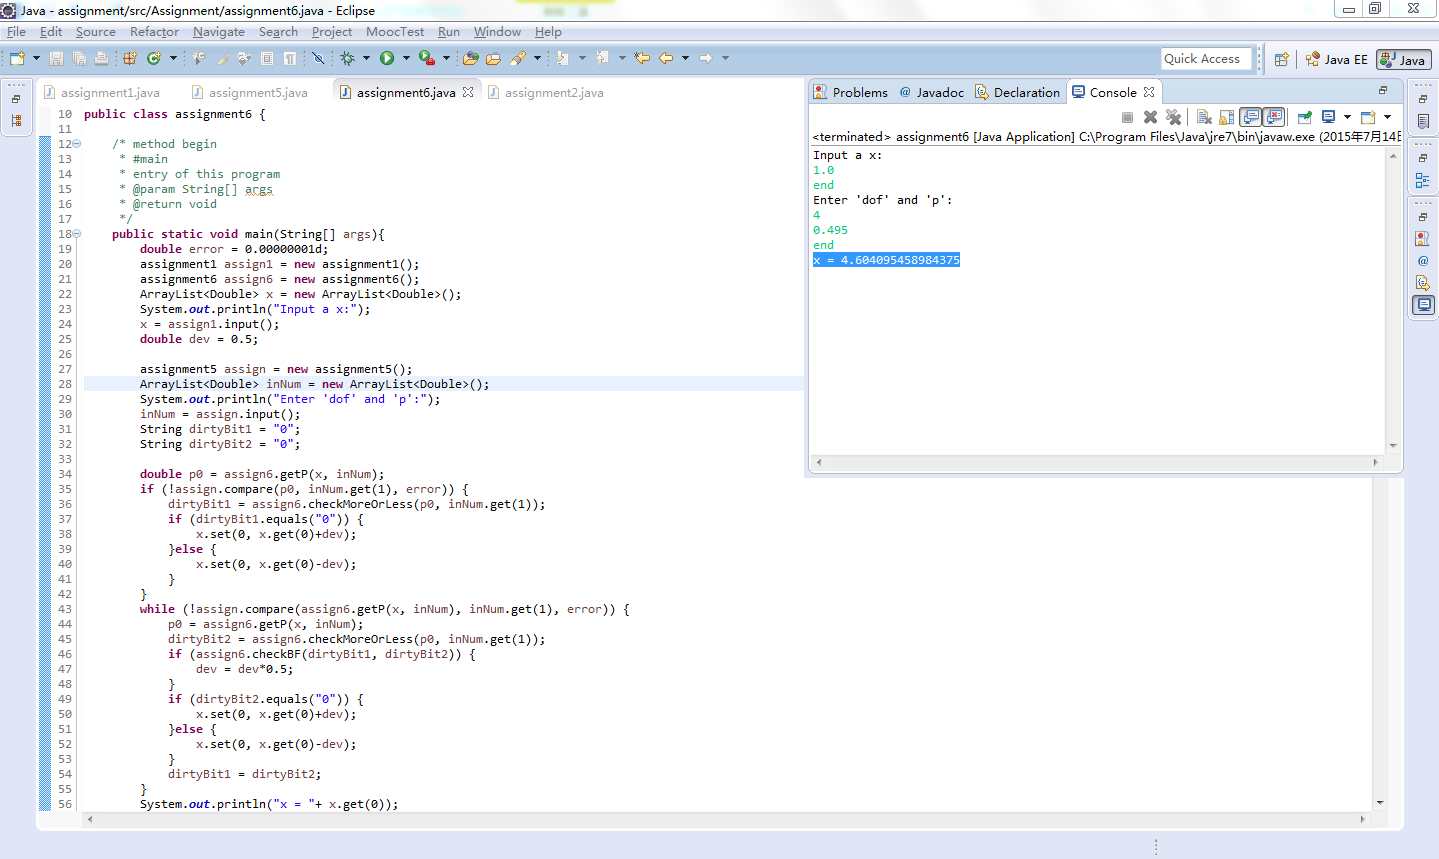 Java - assignment/src/Assignment/assignment6.java - Eclipse
File Edit Source Refactor Navigate Search Project MoocTest Run Window Help
Quick Access
Java EE
Java
assignment1.java
assignment5.java
assignment6.java
assignment2.java
10 public class assignment6 {
11
12 /* method begin
13 * #main
14 * entry of this program
15 * @param String[] args
16 * @return void
17 */
18 public static void main(String[] args){
19 double error = 0.00000001d;
20 assignment1 assign1 = new assignment1();
21 assignment6 assign6 = new assignment6();
22 ArrayList<Double> x = new ArrayList<Double>();
23 System.out.println("Input a x:");
24 x = assign1.input();
25 double dev = 0.5;
26
27 assignment5 assign = new assignment5();
28 ArrayList<Double> inNum = new ArrayList<Double>();
29 System.out.println("Enter 'dof' and 'p':");
30 inNum = assign.input();
31 String dirtyBit1 = "0";
32 String dirtyBit2 = "0";
33
34 double p0 = assign6.getP(x, inNum);
35 if (!assign.compare(p0, inNum.get(1), error)) {
36 dirtyBit1 = assign6.checkMoreOrLess(p0, inNum.get(1));
37 if (dirtyBit1.equals("0")) {
38 x.set(0, x.get(0)+dev);
39 }else {
40 x.set(0, x.get(0)-dev);
41 }
42 }
43 while (!assign.compare(assign6.getP(x, inNum), inNum.get(1), error)) {
44 p0 = assign6.getP(x, inNum);
45 dirtyBit2 = assign6.checkMoreOrLess(p0, inNum.get(1));
46 if (assign6.checkBF(dirtyBit1, dirtyBit2)) {
47 dev = dev*0.5;
48 }
49 if (dirtyBit2.equals("0")) {
50 x.set(0, x.get(0)+dev);
51 }else {
52 x.set(0, x.get(0)-dev);
53 }
54 dirtyBit1 = dirtyBit2;
55 }
56 System.out.println("x = "+ x.get(0));
Problems
@ Javadoc
Declaration
Console
<terminated> assignment6 [Java Application] C:\Program Files\Java\jre7\bin\javaw.exe (2015年7月14日
Input a x:
1.0
end
Enter 'dof' and 'p':
4
0.495
end
x = 4.604095458984375